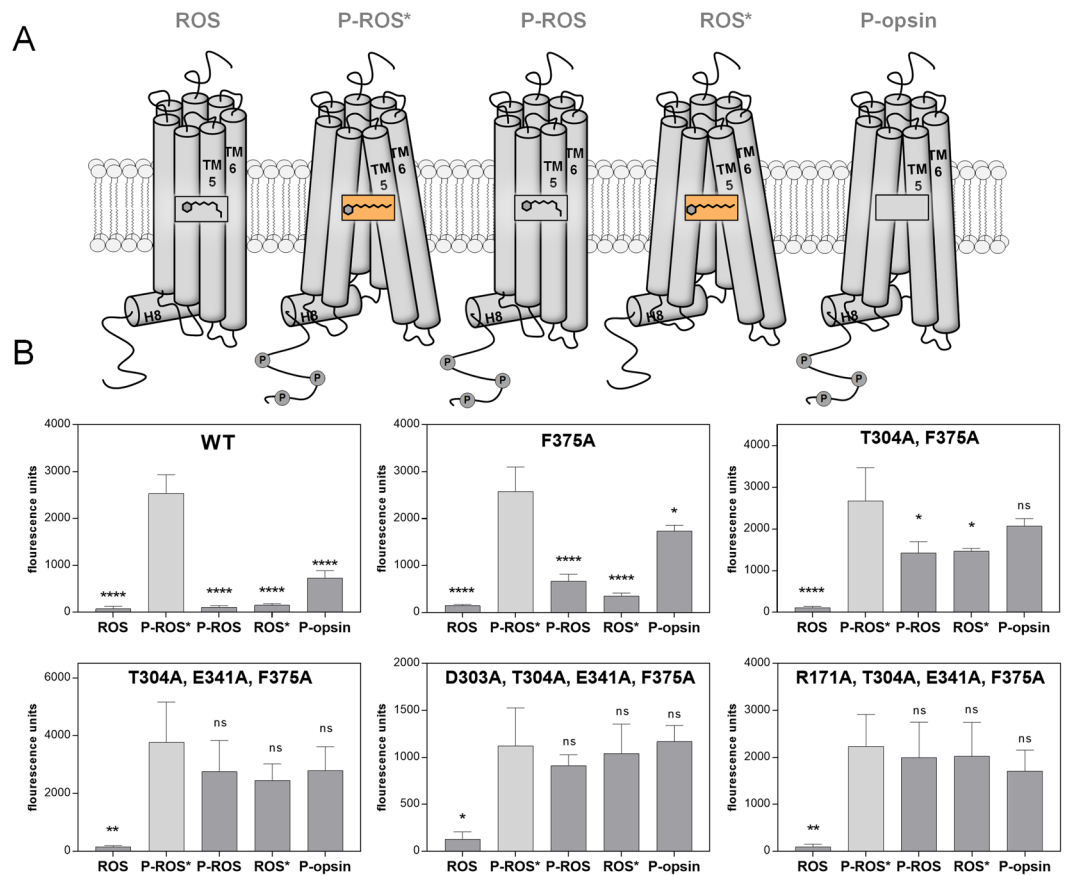 ROS P-ROS* P-ROS ROS* P-opsin
A
TM 5 TM 6 TM 5 TM 6 TM 5 TM 6 TM 5 TM 6 TM 5 TM 6
H8 H8 H8 H8 H8
P P P P P P P P P
B
WT
flourescence units
4000
3000
2000
1000
0
**** **** **** ****
ROS P-ROS* P-ROS ROS* P-opsin
F375A
flourescence units
4000
3000
2000
1000
0
**** **** **** *
ROS P-ROS* P-ROS ROS* P-opsin
T304A, F375A
flourescence units
4000
3000
2000
1000
0
**** * * ns
ROS P-ROS* P-ROS ROS* P-opsin
T304A, E341A, F375A
flourescence units
6000
4000
2000
0
** ns ns ns
ROS P-ROS* P-ROS ROS* P-opsin
D303A, T304A, E341A, F375A
flourescence units
2000
1500
1000
500
0
* ns ns ns
ROS P-ROS* P-ROS ROS* P-opsin
R171A, T304A, E341A, F375A
flourescence units
4000
3000
2000
1000
0
** ns ns ns
ROS P-ROS* P-ROS ROS* P-opsin